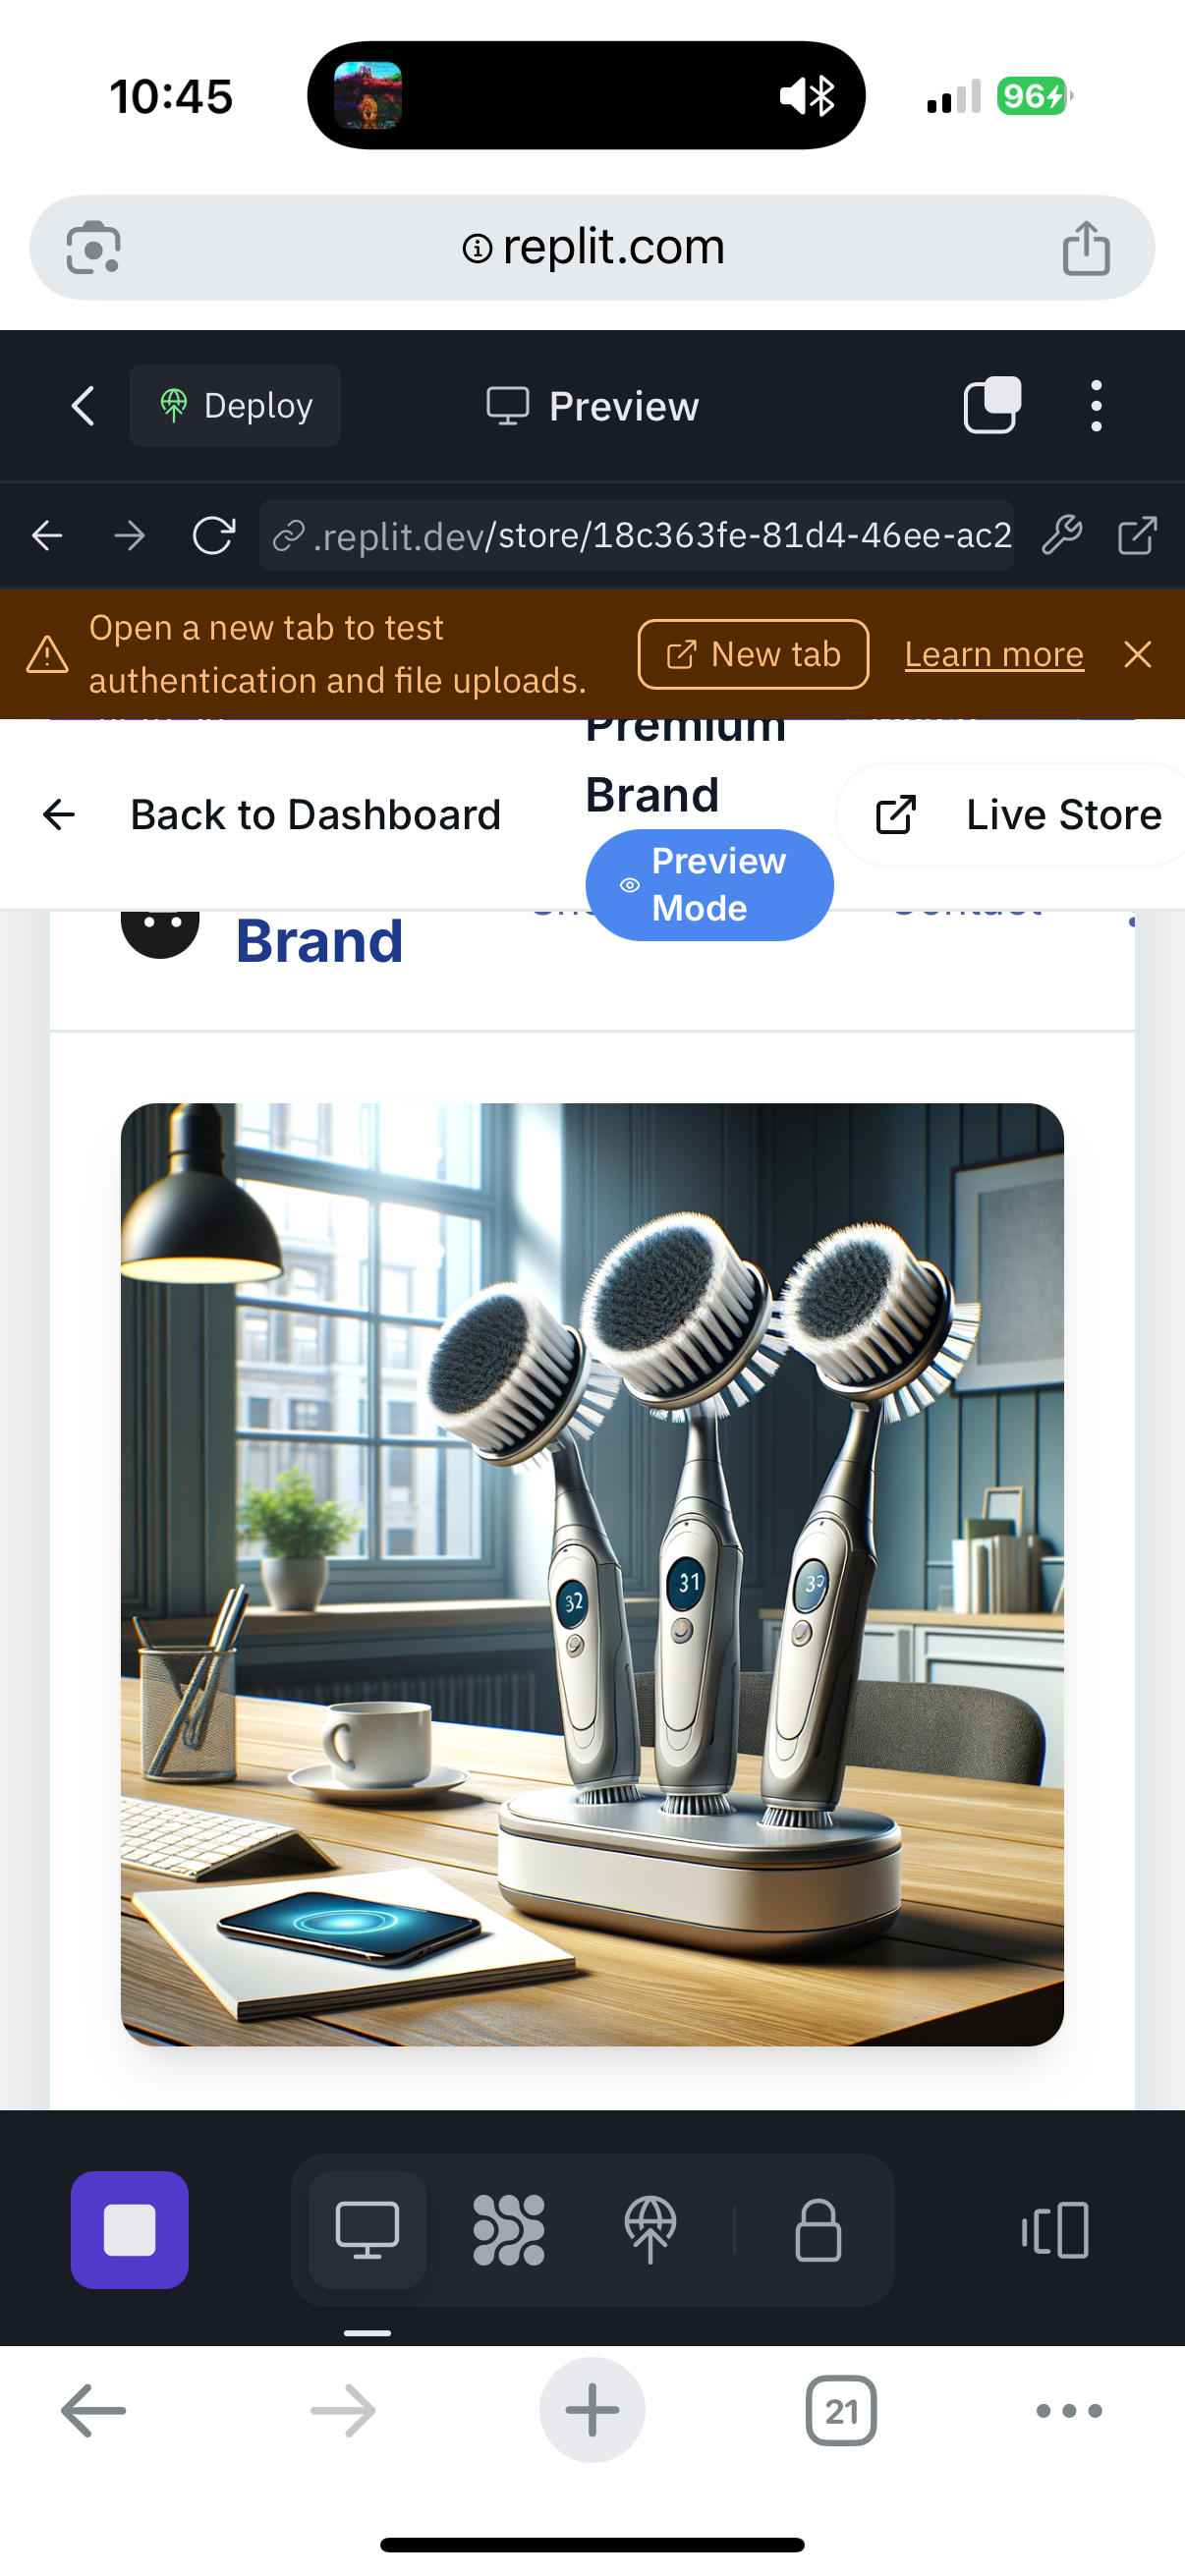 10:45
96
replit.com
Deploy
Preview
.replit.dev/store/18c363fe-81d4-46ee-ac2
Open a new tab to test
authentication and file uploads.
New tab
Learn more
Premium
Brand
Back to Dashboard
Live Store
Preview
Mode
Contact
Brand
32
31
21